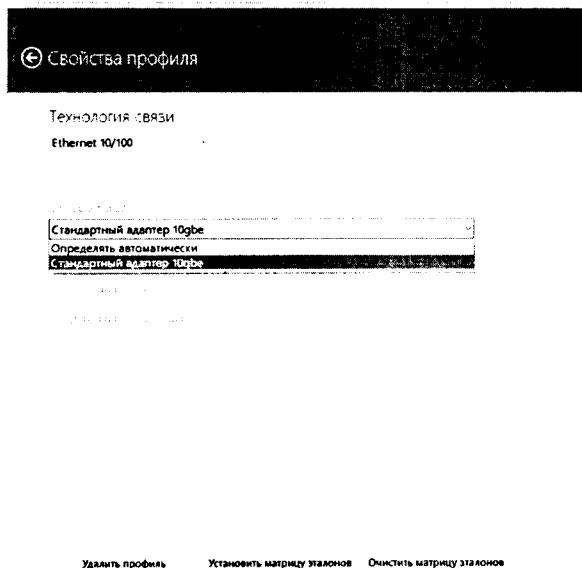 Свойства профиля
Технология связи
Ethernet 10/100
Стандартный адаптер 10gbe
Определять автоматически
Стандартный адаптер 10gbe
Удалить профиль Установить матрицу эталонов Очистить матрицу эталонов